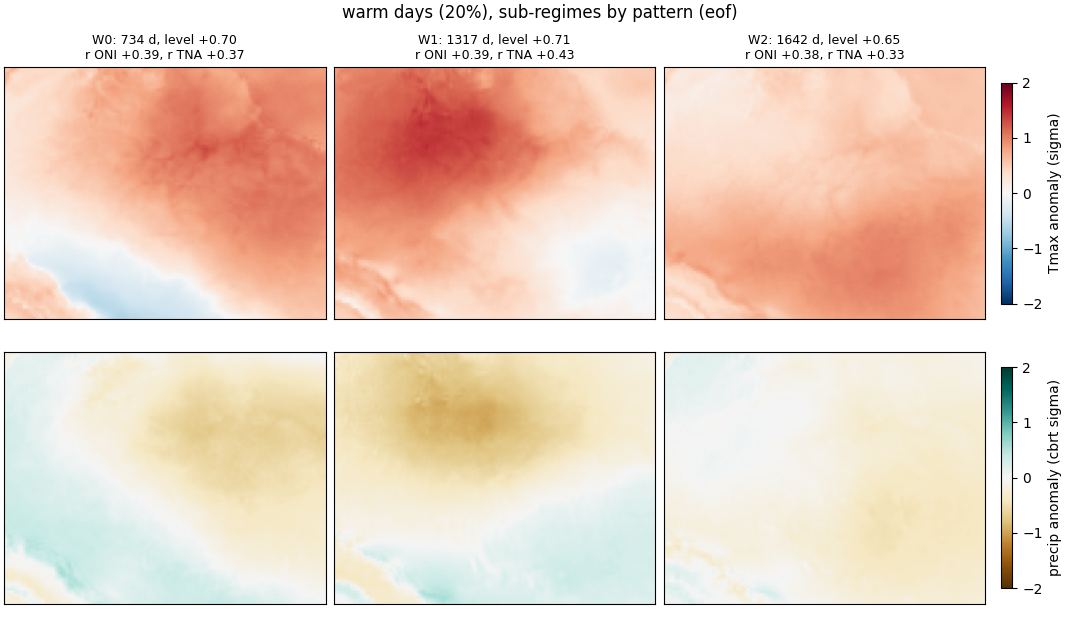 warm days (20%), sub-regimes by pattern (eof)
W0: 734 d, level +0.70
r ONI +0.39, r TNA +0.37
W1: 1317 d, level +0.71
r ONI +0.39, r TNA +0.43
W2: 1642 d, level +0.65
r ONI +0.38, r TNA +0.33
2
1
0
−1
−2
Tmax anomaly (sigma)
2
1
0
−1
−2
precip anomaly (cbrt sigma)